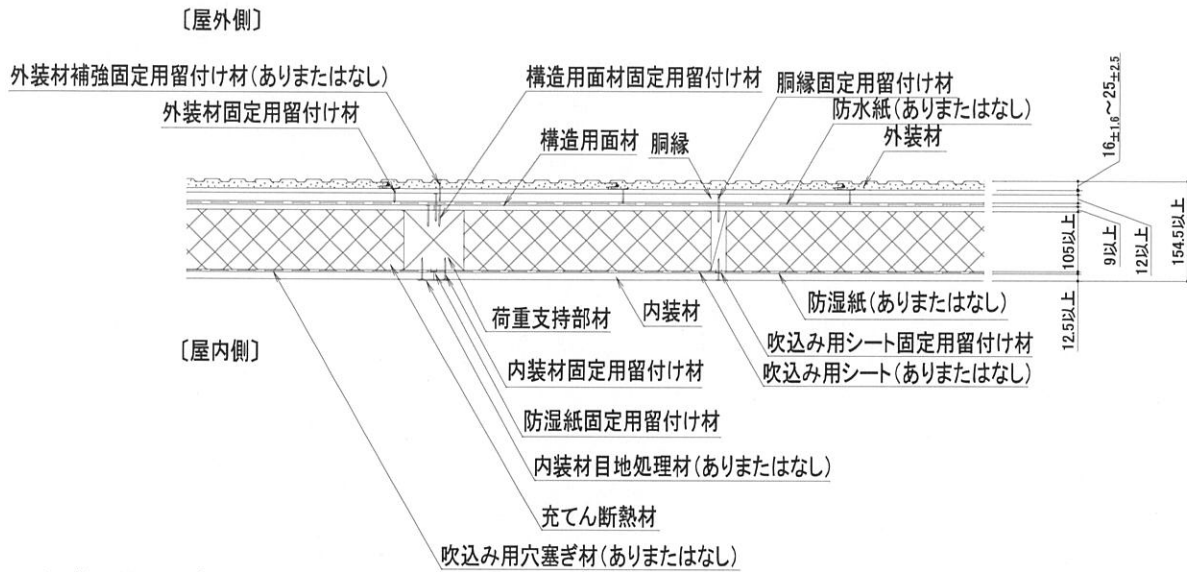 〔屋外側〕
外装材補強固定用留付け材(ありまたはなし)
構造用面材固定用留付け材
胴縁固定用留付け材
外装材固定用留付け材
防水紙(ありまたはなし)
構造用面材
胴縁
外装材
16±1.6～25±2.5
105以上
9以上
12以上
154.5以上
12.5以上
防湿紙(ありまたはなし)
内装材
荷重支持部材
〔屋内側〕
吹込み用シート固定用留付け材
内装材固定用留付け材
吹込み用シート(ありまたはなし)
防湿紙固定用留付け材
内装材目地処理材(ありまたはなし)
充てん断熱材
吹込み用穴塞ぎ材(ありまたはなし)